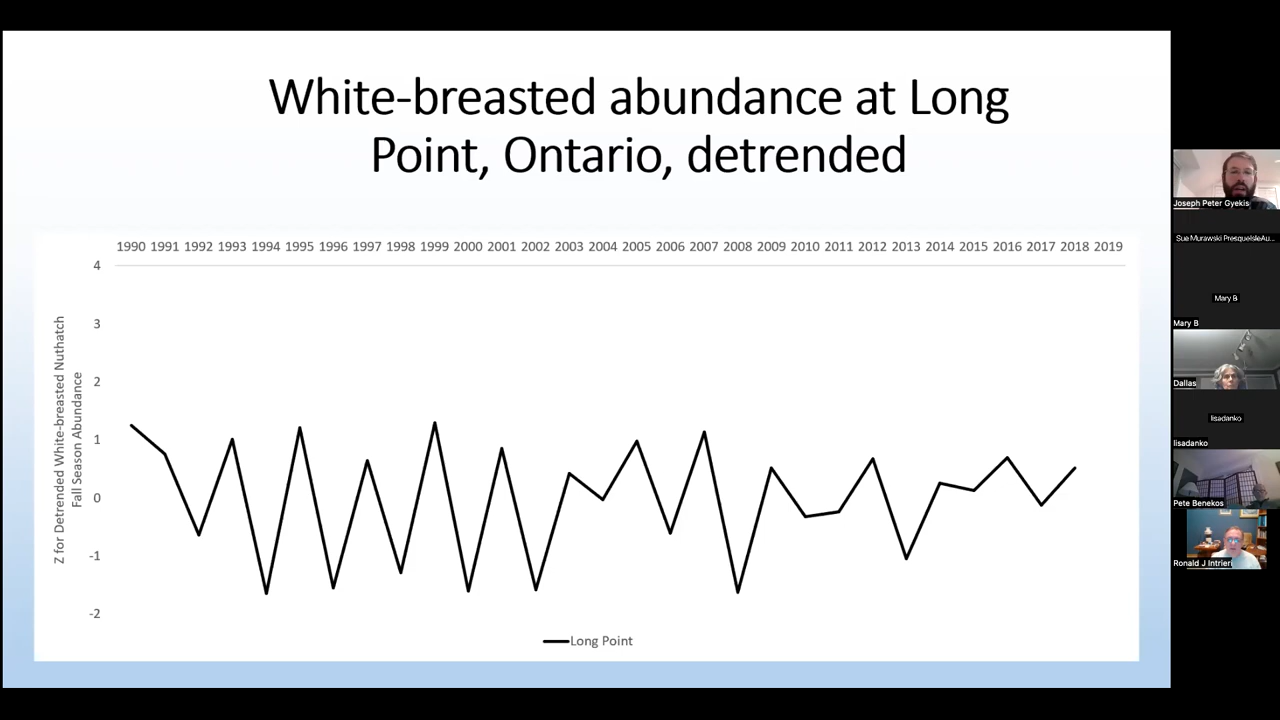 White-breasted abundance at Long
Point, Ontario, detrended
1990 1991 1992 1993 1994 1995 1996 1997 1998 1999 2000 2001 2002 2003 2004 2005 2006 2007 2008 2009 2010 2011 2012 2013 2014 2015 2016 2017 2018 2019
4
3
2
1
0
-1
-2
Z for Detrended White-breasted Nuthatch
Fall Season Abundance
Long Point
Joseph Peter Gyekis
Sue Murawski PresqueIsleAu...
Mary B
Mary B
Dallas
lisadanko
lisadanko
Pete Benekos
Ronald J Intrieri